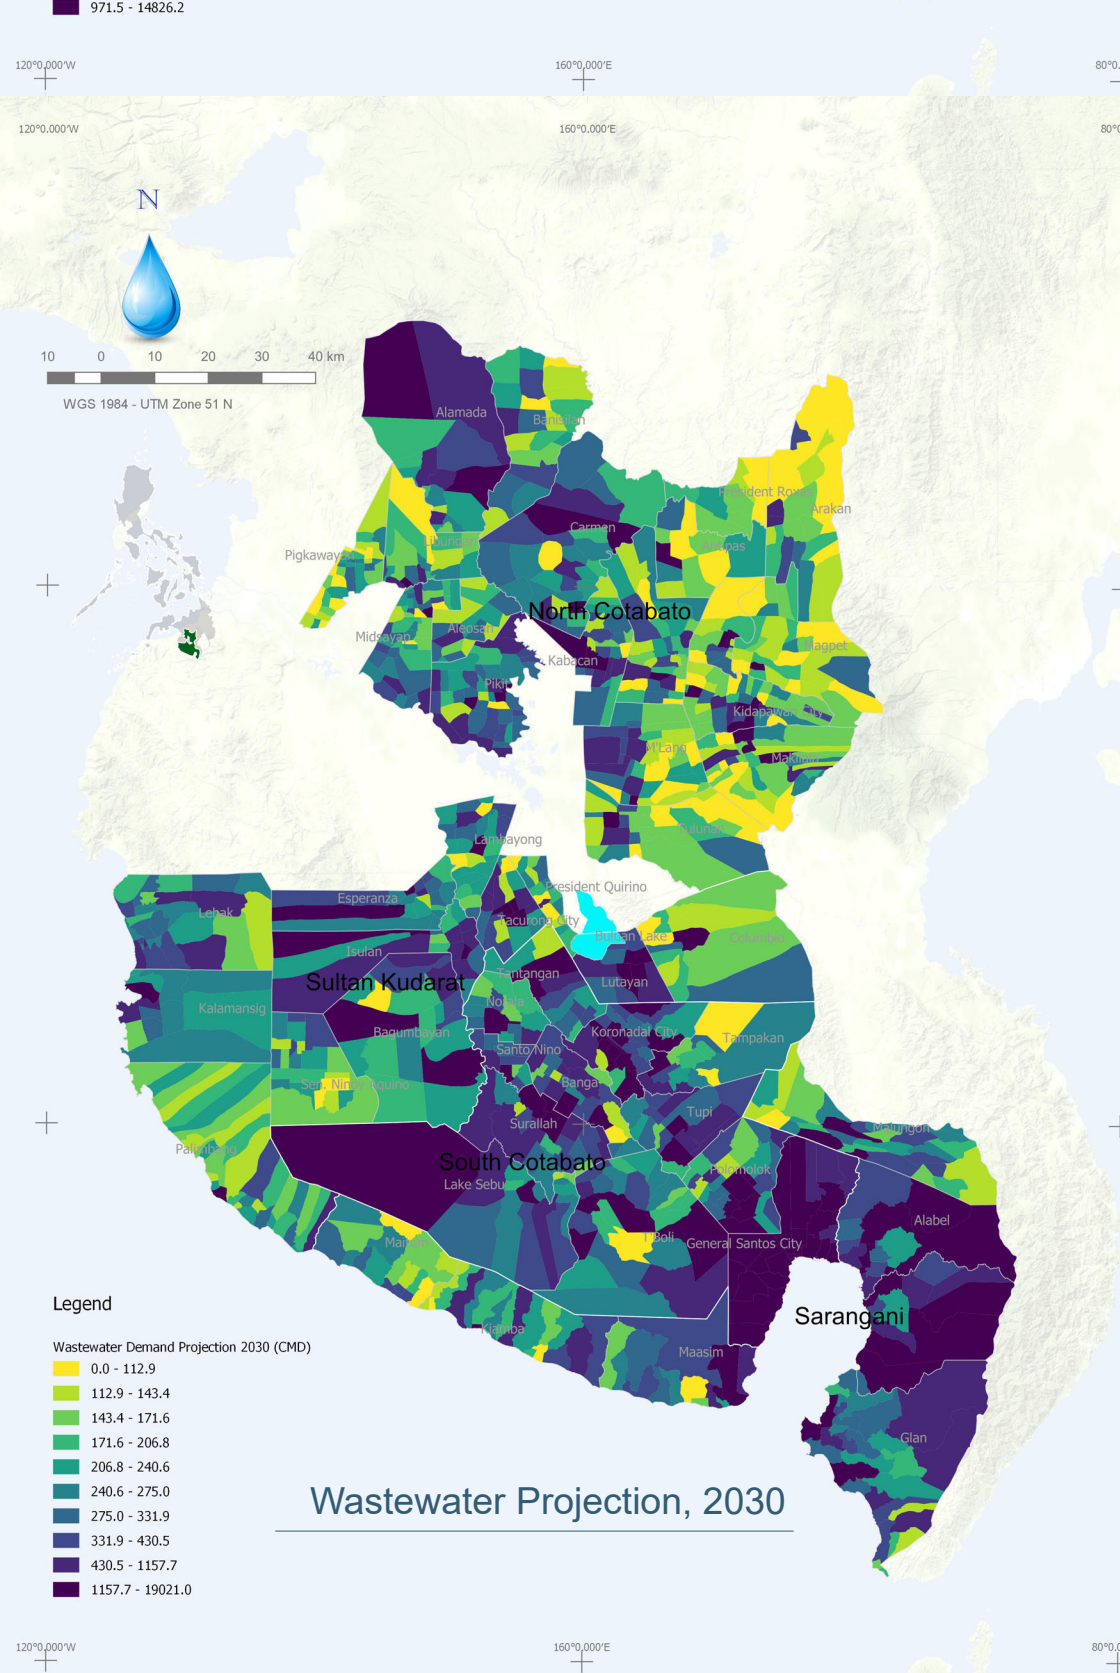 971.5 - 14826.2
120°0.000'W
160°0.000'E
120°0.000'W
160°0.000'E
N
10 0 10 20 30 40 km
WGS 1984 - UTM Zone 51 N
Alamada
Banisilan
President Roxas
Arakan
Carmen
Libungan
Antipas
Pigkawayan
North Cotabato
Aleosan
Midsayap
Magpet
Kabacan
Pikit
Kidapawan City
M'Lang
Makilala
Tulunan
Lambayong
President Quirino
Esperanza
Lebak
Tacurong City
Buluan Lake
Columbio
Isulan
Tantangan
Sultan Kudarat
Lutayan
Norala
Kalamansig
Bagumbayan
Koronadal City
Tampakan
Santo Nino
Sen. Ninoy Aquino
Banga
Tupi
Surallah
Malungon
Palimbang
South Cotabato
Polomolok
Lake Sebu
Alabel
T'Boli
General Santos City
Maitum
Legend
Sarangani
Kiamba
Wastewater Demand Projection 2030 (CMD)
Maasim
0.0 - 112.9
112.9 - 143.4
143.4 - 171.6
Glan
171.6 - 206.8
206.8 - 240.6
240.6 - 275.0
Wastewater Projection, 2030
275.0 - 331.9
331.9 - 430.5
430.5 - 1157.7
1157.7 - 19021.0
120°0.000'W
160°0.000'E